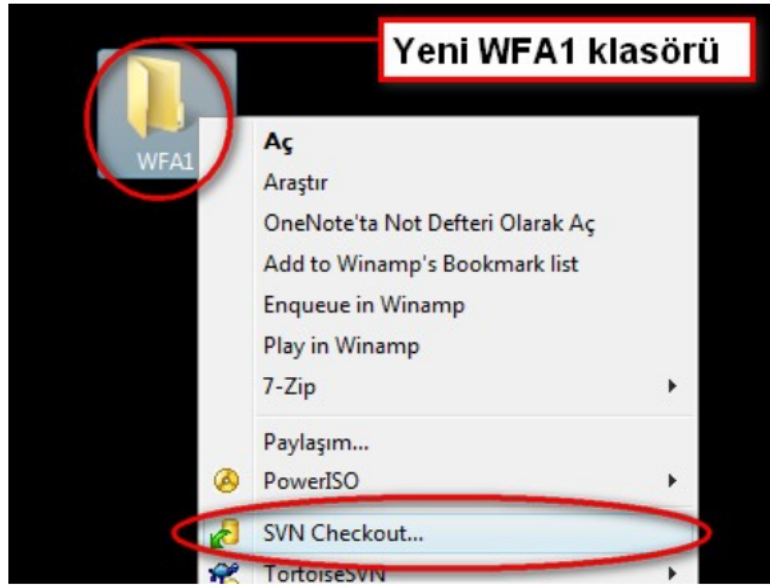 Yeni WFA1 klasörü
WFA1
Aç
Araştır
OneNote'ta Not Defteri Olarak Aç
Add to Winamp's Bookmark list
Enqueue in Winamp
Play in Winamp
7-Zip
Paylaşım...
PowerISO
SVN Checkout...
TortoiseSVN